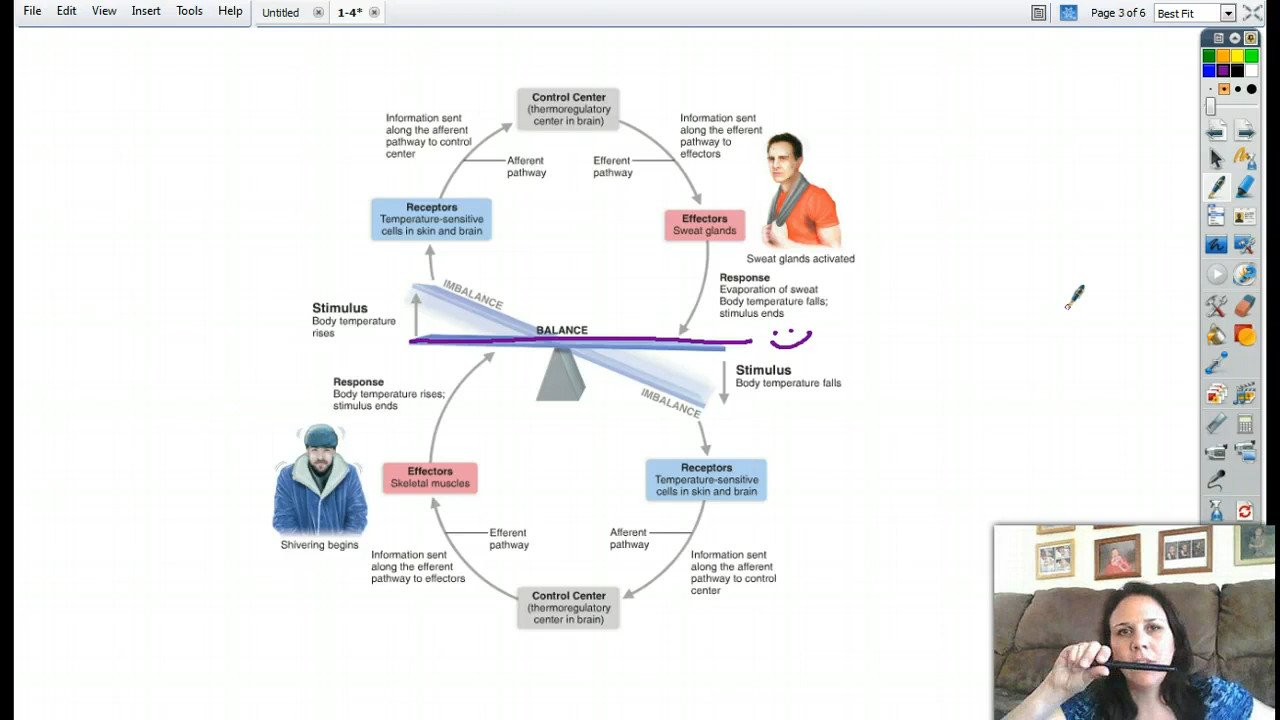 File Edit View Insert Tools Help
Untitled
1-4*
Page 3 of 6
Best Fit
Control Center
(thermoregulatory
center in brain)
Information sent
along the afferent
pathway to control
center
Afferent
pathway
Efferent
pathway
Information sent
along the efferent
pathway to
effectors
Receptors
Temperature-sensitive
cells in skin and brain
Effectors
Sweat glands
Sweat glands activated
Response
Evaporation of sweat
Body temperature falls;
stimulus ends
IMBALANCE
Stimulus
Body temperature
rises
BALANCE
Stimulus
Body temperature falls
IMBALANCE
Response
Body temperature rises;
stimulus ends
Effectors
Skeletal muscles
Receptors
Temperature-sensitive
cells in skin and brain
Shivering begins
Efferent
pathway
Afferent
pathway
Information sent
along the efferent
pathway to effectors
Information sent
along the afferent
pathway to control
center
Control Center
(thermoregulatory
center in brain)